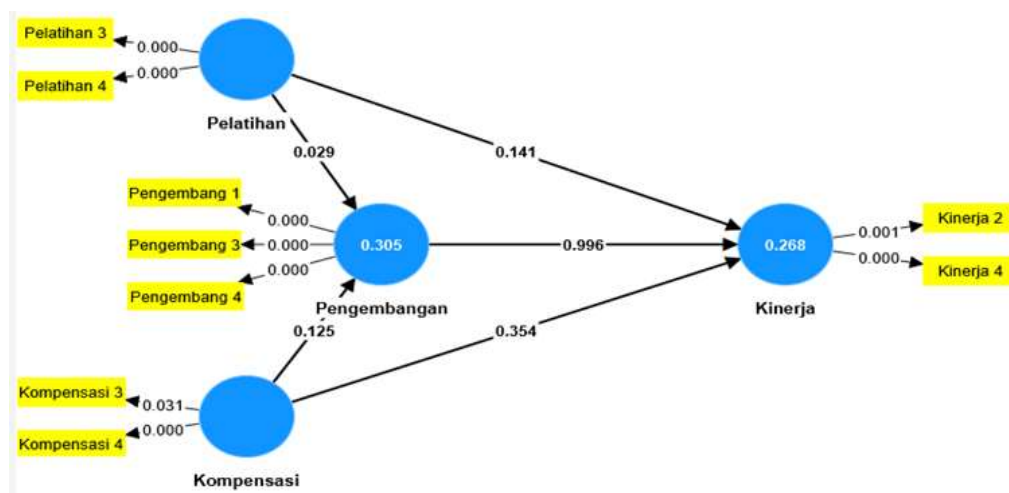 Pelatihan 3
0.000
Pelatihan 4
0.000
Pelatihan
0.029
0.141
Pengembang 1
0.000
Pengembang 3
0.000
Pengembang 4
0.000
0.305
Pengembangan
0.996
0.268
Kinerja
0.001
Kinerja 2
0.000
Kinerja 4
0.125
0.354
Kompensasi 3
0.031
Kompensasi 4
0.000
Kompensasi